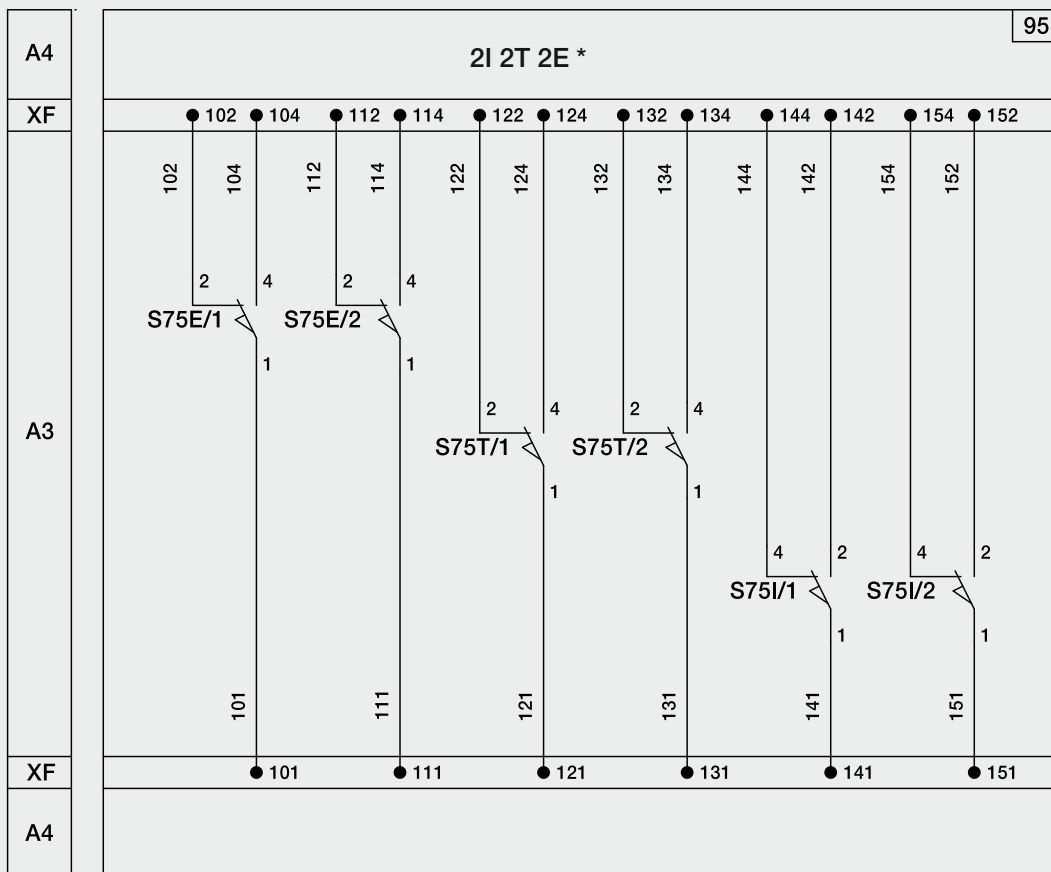 95
A4
2I 2T 2E *
XF
102 104 112 114 122 124 132 134 144 142 154 152
102 104 112 114 122 124 132 134 144 142 154 152
2 4 2 4
S75E/1 S75E/2
1 1
2 4 2 4
A3
S75T/1 S75T/2
1 1
4 2 4 2
S75I/1 S75I/2
1 1
101 111 121 131 141 151
XF
101 111 121 131 141 151
A4